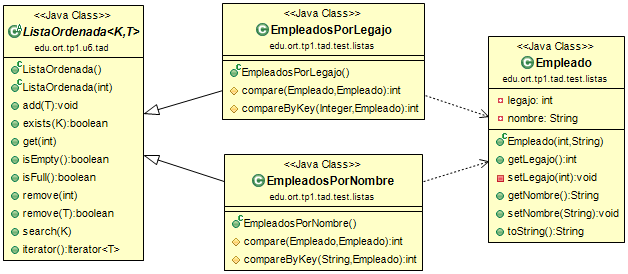 <<Java Class>>
ListaOrdenada<K,T>
edu.ort.tp1.u6.tad
ListaOrdenada()
ListaOrdenada(int)
add(T):void
exists(K):boolean
get(int)
isEmpty():boolean
isFull():boolean
remove(int)
remove(T):boolean
search(K)
iterator():Iterator<T>
<<Java Class>>
EmpleadosPorLegajo
edu.ort.tp1.tad.test.listas
EmpleadosPorLegajo()
compare(Empleado,Empleado):int
compareByKey(Integer,Empleado):int
<<Java Class>>
EmpleadosPorNombre
edu.ort.tp1.tad.test.listas
EmpleadosPorNombre()
compare(Empleado,Empleado):int
compareByKey(String,Empleado):int
<<Java Class>>
Empleado
edu.ort.tp1.tad.test.listas
legajo: int
nombre: String
Empleado(int,String)
getLegajo():int
setLegajo(int):void
getNombre():String
setNombre(String):void
toString():String